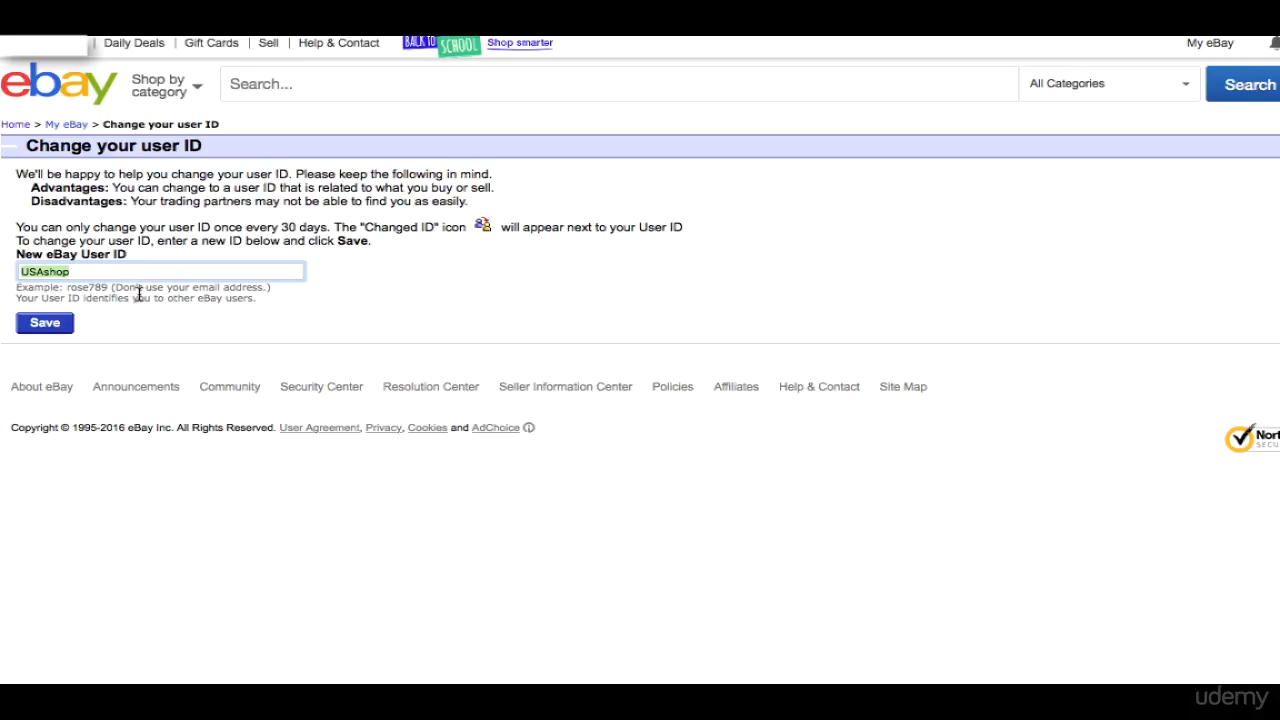 Daily Deals | Gift Cards | Sell | Help & Contact BACK TO SCHOOL Shop smarter My eBay
ebay Shop by category Search... All Categories Search
Home > My eBay > Change your user ID
Change your user ID
We'll be happy to help you change your user ID. Please keep the following in mind.
Advantages: You can change to a user ID that is related to what you buy or sell.
Disadvantages: Your trading partners may not be able to find you as easily.
You can only change your user ID once every 30 days. The "Changed ID" icon will appear next to your User ID
To change your user ID, enter a new ID below and click Save.
New eBay User ID
USAshop
Example: rose789 (Don't use your email address.)
Your User ID identifies you to other eBay users.
Save
About eBay Announcements Community Security Center Resolution Center Seller Information Center Policies Affiliates Help & Contact Site Map
Copyright © 1995-2016 eBay Inc. All Rights Reserved. User Agreement, Privacy, Cookies and AdChoice
Nort
SECU
udemy